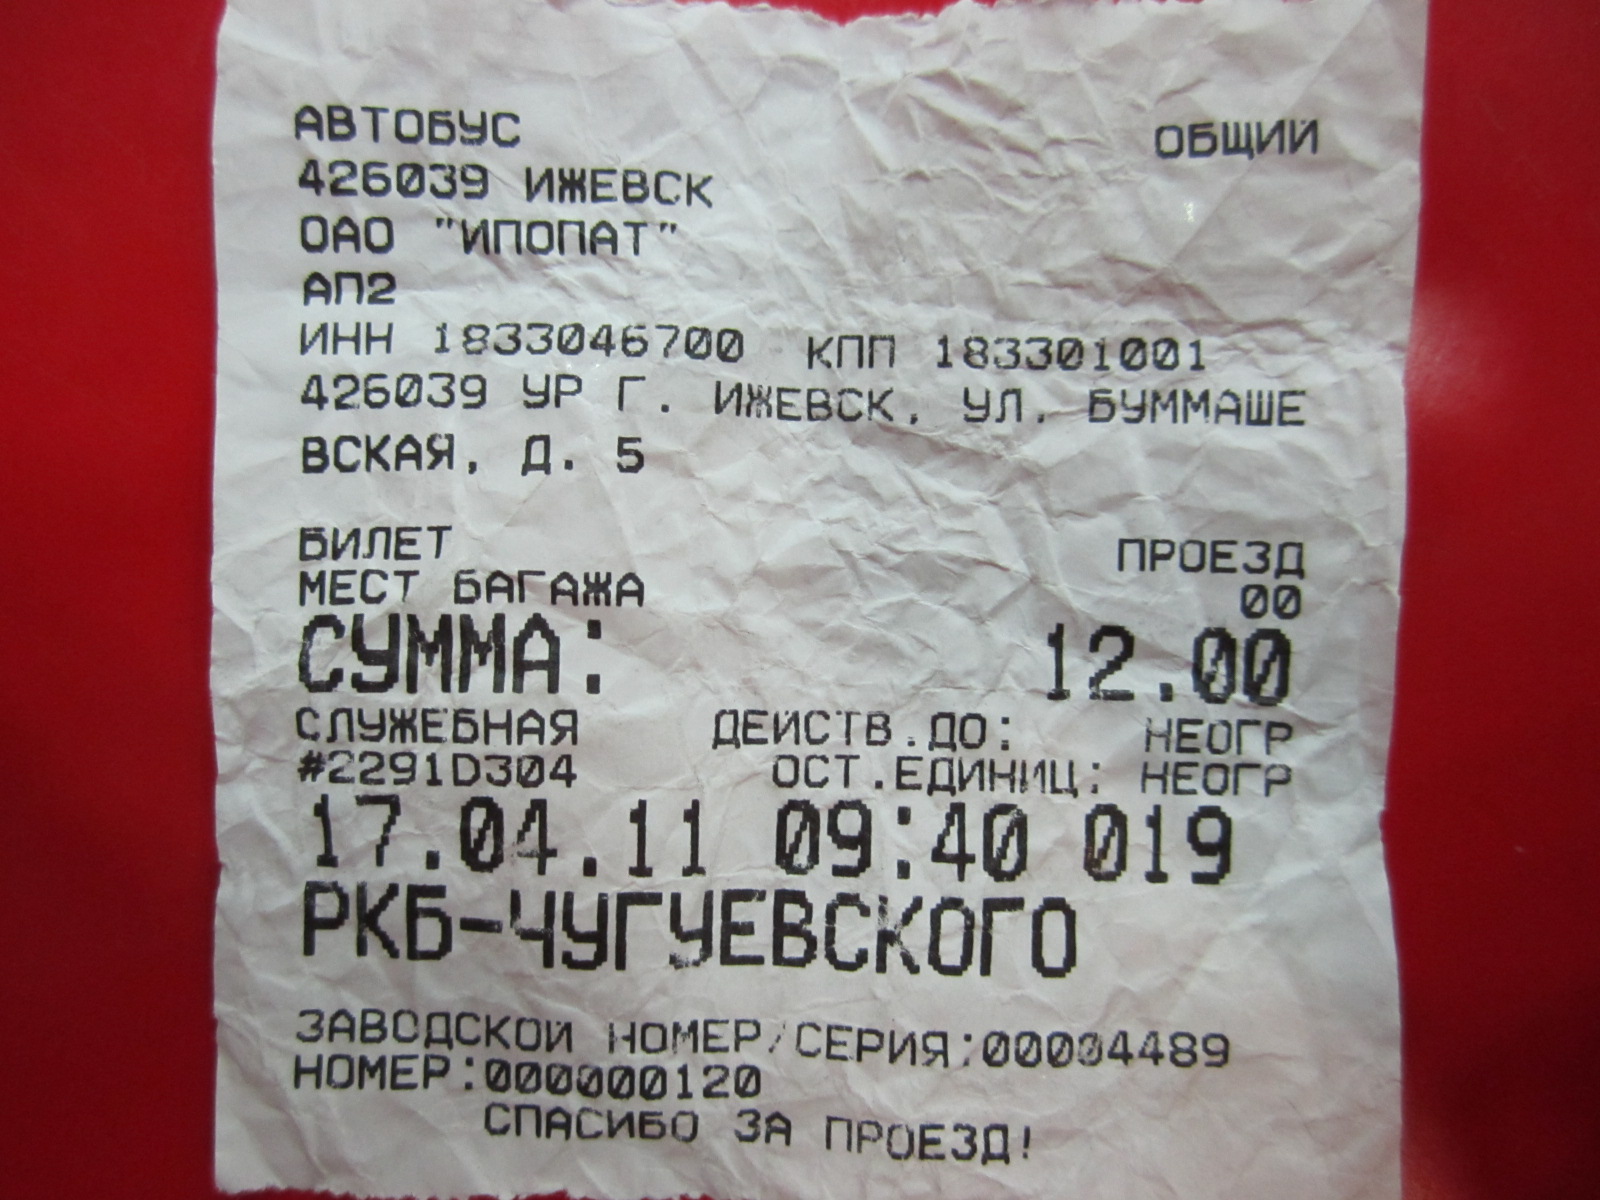 АВТОБУС ОБЩИЙ
426039 ИЖЕВСК
ОАО "ИПОПАТ"
АП2
ИНН 1833046700 КПП 183301001
426039 УР Г. ИЖЕВСК, УЛ. БУММАШЕ
ВСКАЯ, Д. 5
БИЛЕТ ПРОЕЗД
МЕСТ БАГАЖА 00
СУММА: 12.00
СЛУЖЕБНАЯ ДЕЙСТВ.ДО: НЕОГР
#2291D304 ОСТ.ЕДИНИЦ: НЕОГР
17.04.11 09:40 019
РКБ-ЧУГУЕВСКОГО
ЗАВОДСКОЙ НОМЕР/СЕРИЯ:00004489
НОМЕР:000000120
СПАСИБО ЗА ПРОЕЗД!